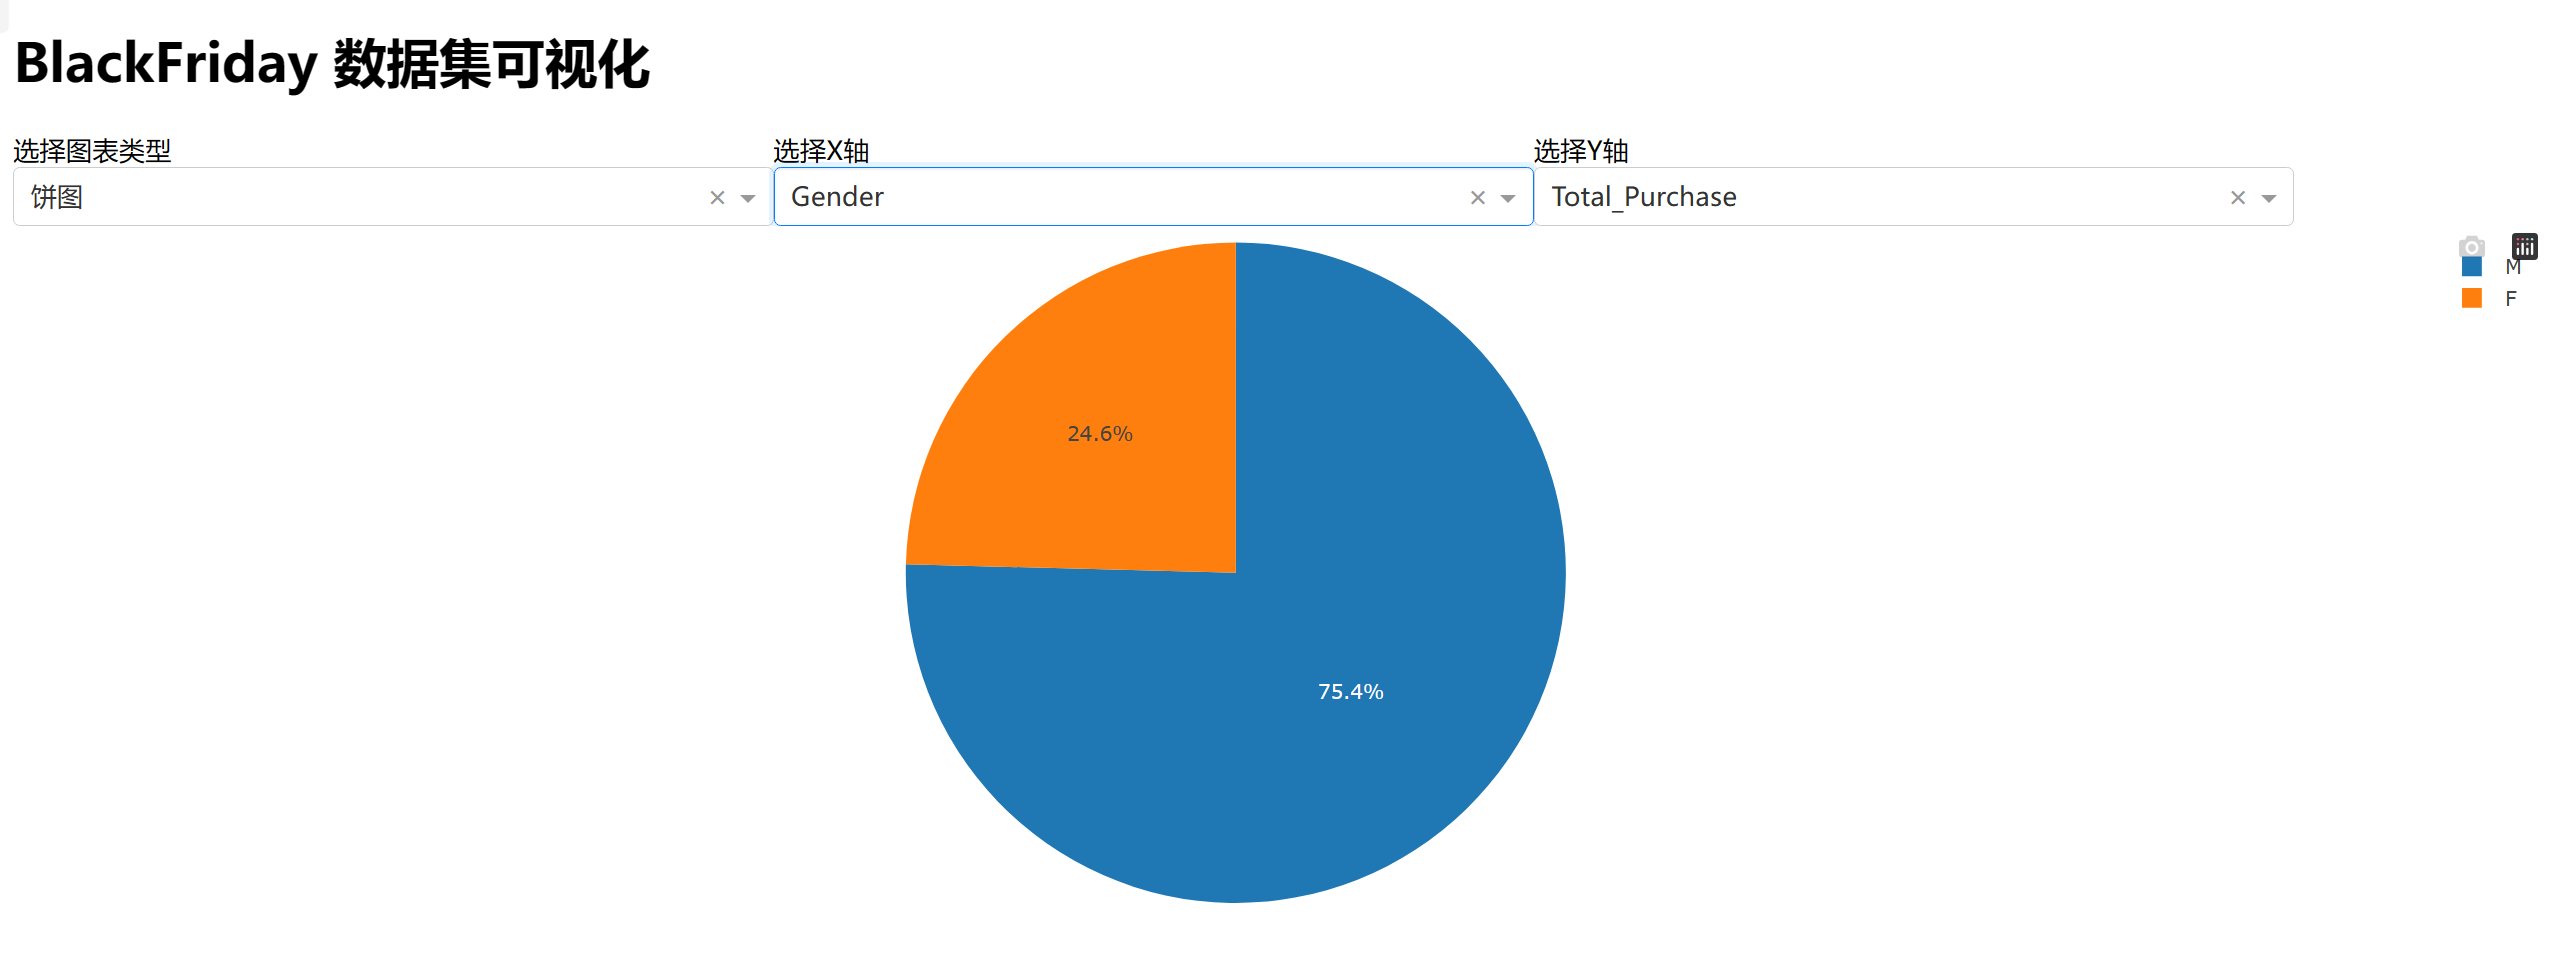 BlackFriday 数据集可视化
选择图表类型 选择X轴 选择Y轴
饼图 Gender Total_Purchase
M
F
24.6%
75.4%